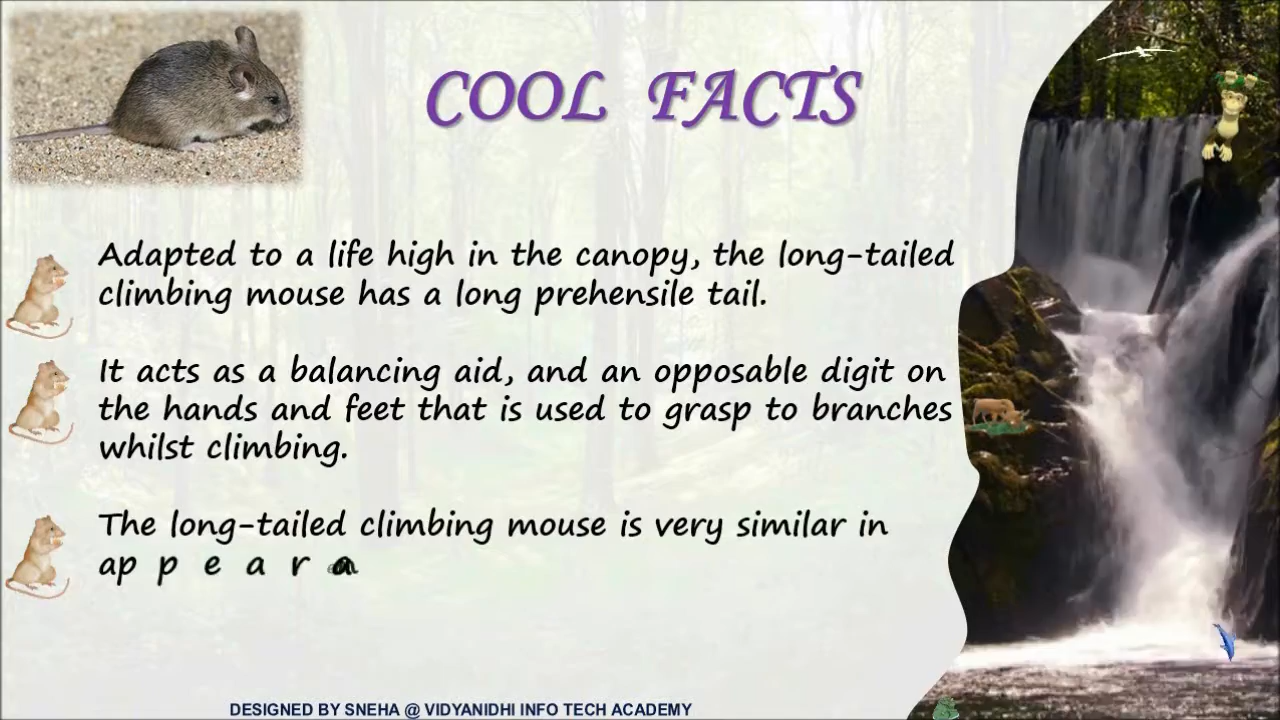 COOL FACTS
Adapted to a life high in the canopy, the long-tailed
climbing mouse has a long prehensile tail.
It acts as a balancing aid, and an opposable digit on
the hands and feet that is used to grasp to branches
whilst climbing.
The long-tailed climbing mouse is very similar in
DESIGNED BY SNEHA @ VIDYANIDHI INFO TECH ACADEMY